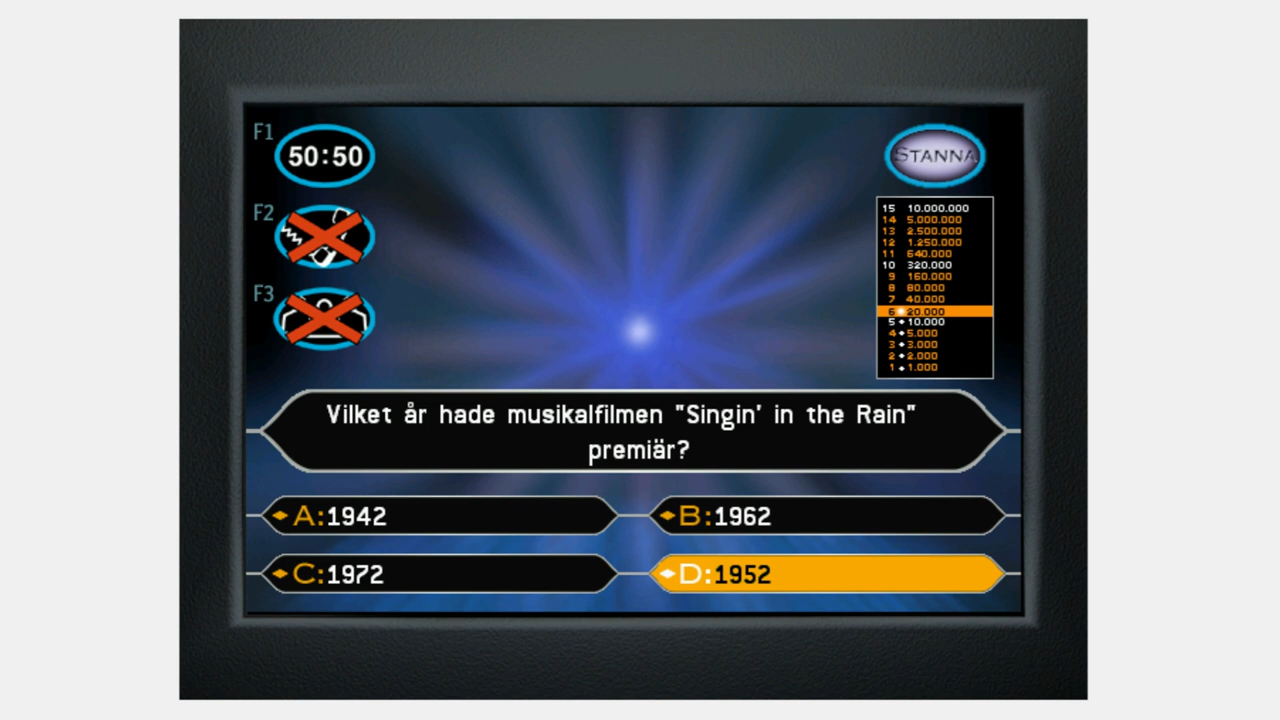 F1
50:50
F2
F3
STANNA
15 10.000.000
14 5.000.000
13 2.500.000
12 1.250.000
11 640.000
10 320.000
9 160.000
8 80.000
7 40.000
6 20.000
5 10.000
4 5.000
3 3.000
2 2.000
1 1.000
Vilket år hade musikalfilmen "Singin' in the Rain"
premiär?
A: 1942
B: 1962
C: 1972
D: 1952